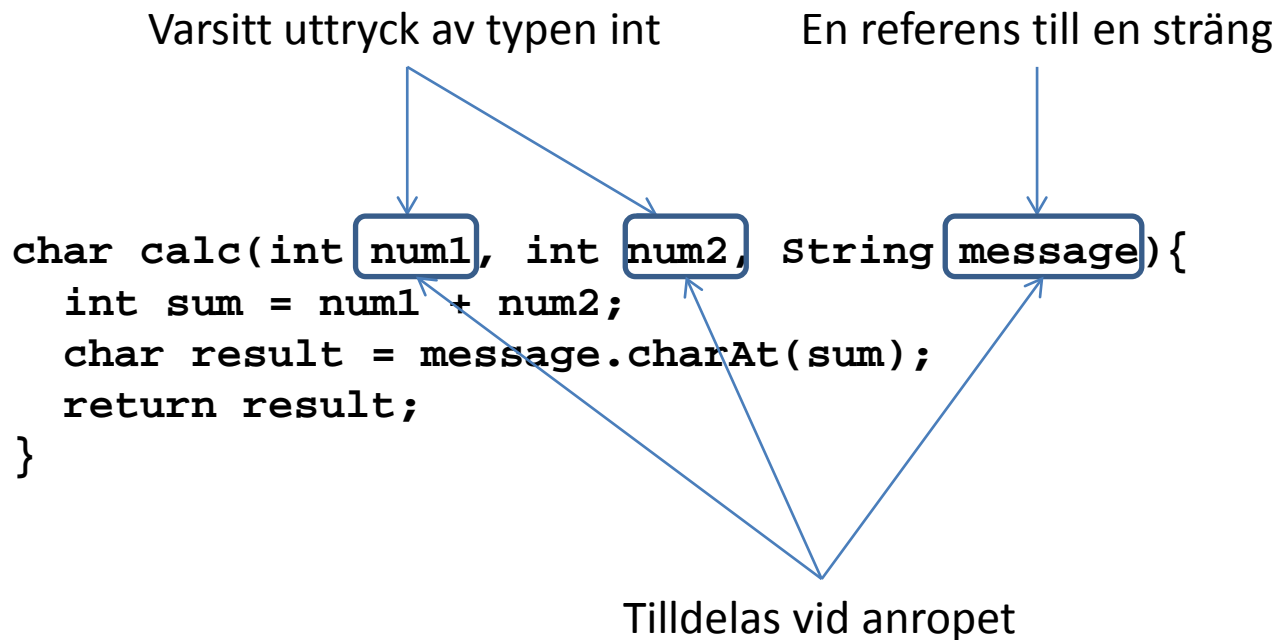 Varsitt uttryck av typen int
En referens till en sträng
char calc(int num1, int num2, String message){
int sum = num1 + num2;
char result = message.charAt(sum);
return result;
}
Tilldelas vid anropet